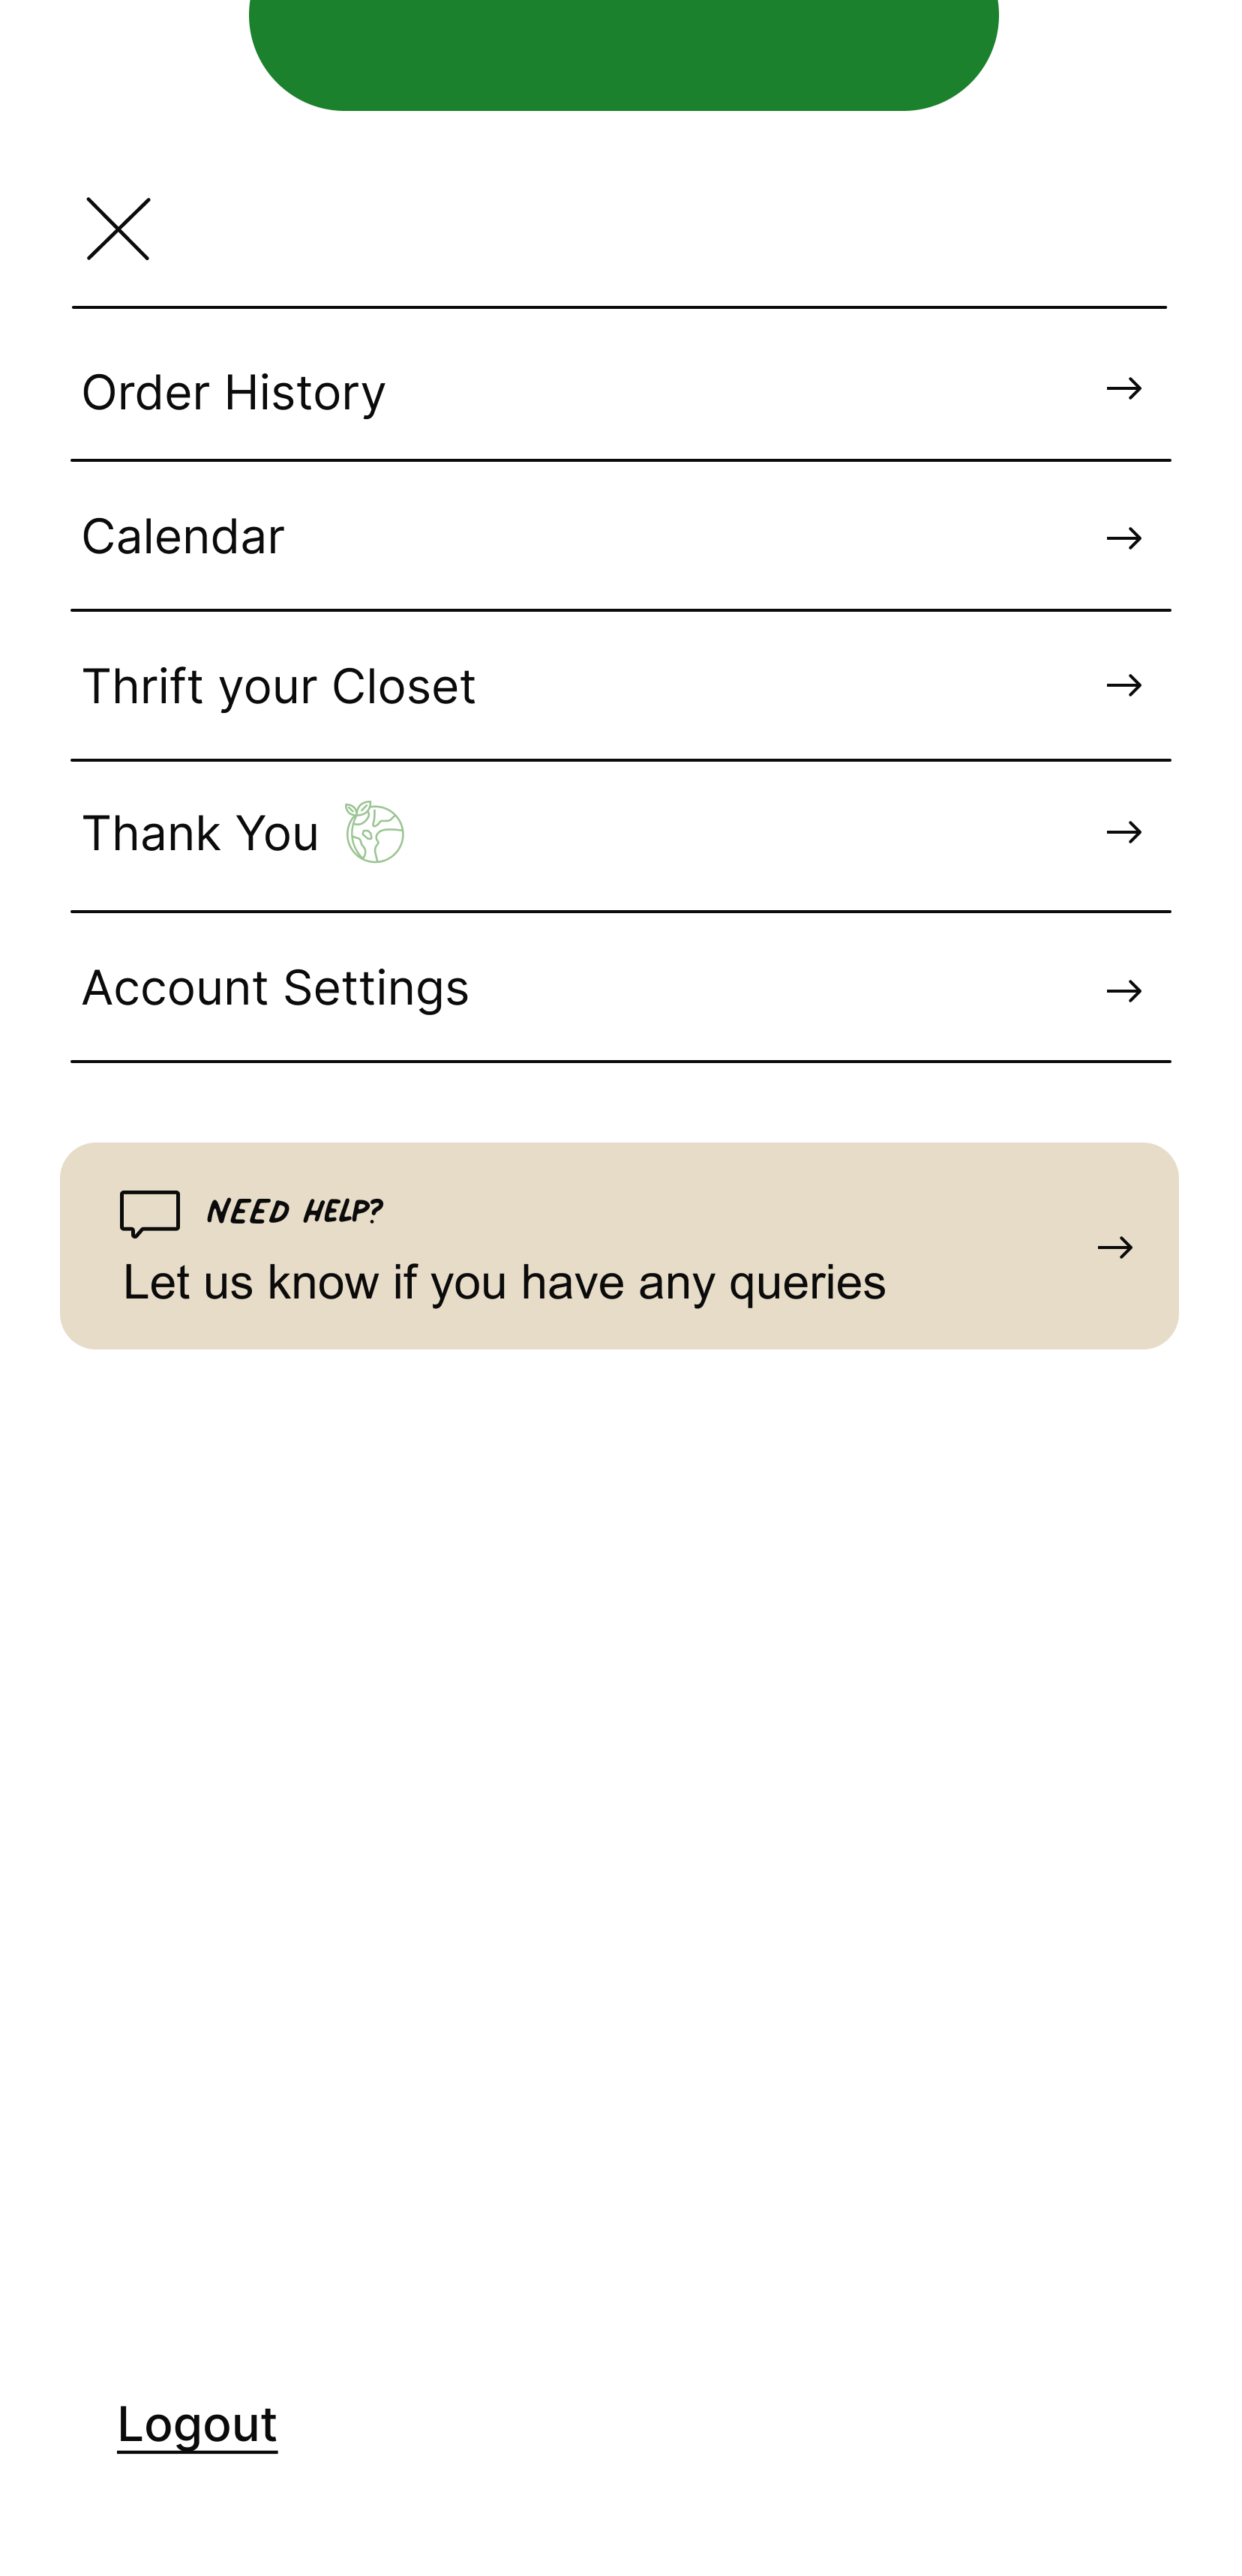 Order History
Calendar
Thrift your Closet
Thank You
Account Settings
NEED HELP?
Let us know if you have any queries
Logout